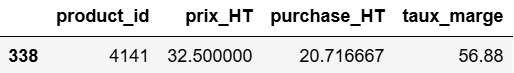 product_id prix_HT purchase_HT taux_marge
338 4141 32.500000 20.716667 56.88